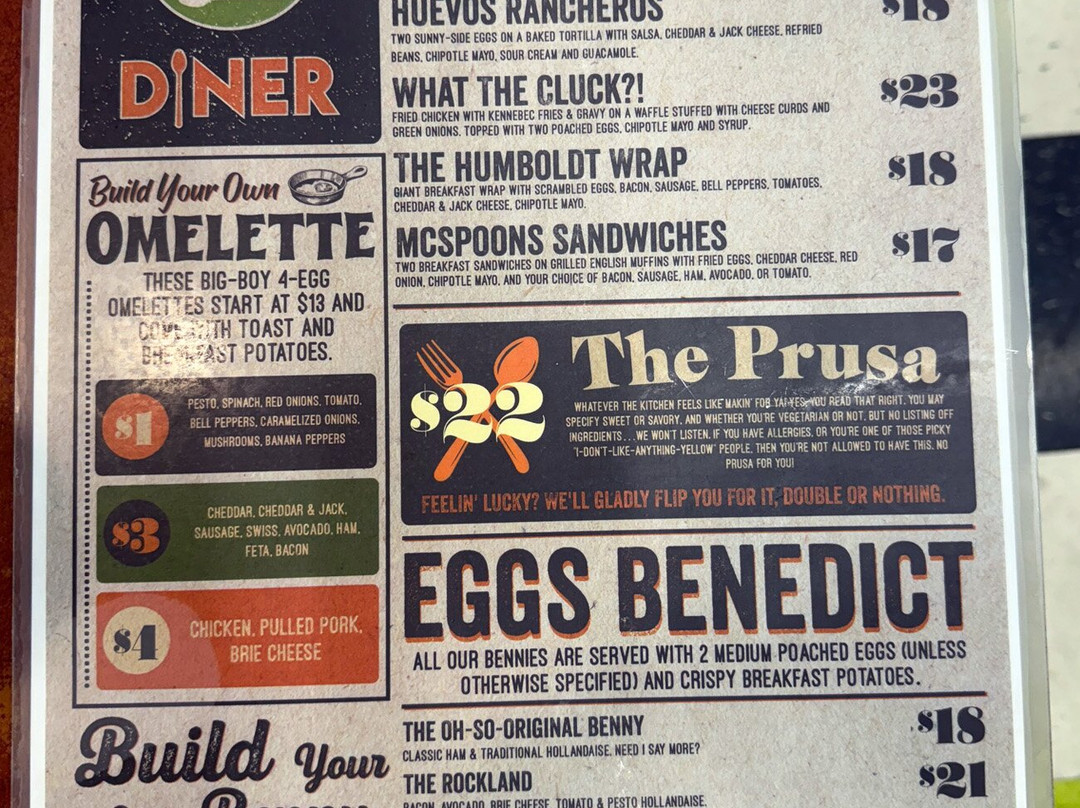 DINER
Build Your Own
OMELETTE
THESE BIG-BOY 4-EGG
OMELETTES START AT $13 AND
COME WITH TOAST AND
BREAKFAST POTATOES.
$1
PESTO, SPINACH, RED ONIONS, TOMATO,
BELL PEPPERS, CARAMELIZED ONIONS,
MUSHROOMS, BANANA PEPPERS
$3
CHEDDAR, CHEDDAR & JACK,
SAUSAGE, SWISS, AVOCADO, HAM,
FETA, BACON
$4
CHICKEN, PULLED PORK,
BRIE CHEESE
Build Your
HUEVOS RANCHEROS $18
TWO SUNNY-SIDE EGGS ON A BAKED TORTILLA WITH SALSA, CHEDDAR & JACK CHEESE, REFRIED
BEANS, CHIPOTLE MAYO, SOUR CREAM AND GUACAMOLE.
WHAT THE CLUCK?! $23
FRIED CHICKEN WITH KENNEBEC FRIES & GRAVY ON A WAFFLE STUFFED WITH CHEESE CURDS AND
GREEN ONIONS. TOPPED WITH TWO POACHED EGGS, CHIPOTLE MAYO AND SYRUP.
THE HUMBOLDT WRAP $18
GIANT BREAKFAST WRAP WITH SCRAMBLED EGGS, BACON, SAUSAGE, BELL PEPPERS, TOMATOES,
CHEDDAR & JACK CHEESE, CHIPOTLE MAYO.
MCSPOONS SANDWICHES $17
TWO BREAKFAST SANDWICHES ON GRILLED ENGLISH MUFFINS WITH FRIED EGGS, CHEDDAR CHEESE, RED
ONION, CHIPOTLE MAYO, AND YOUR CHOICE OF BACON, SAUSAGE, HAM, AVOCADO, OR TOMATO.
The Prusa
$22
WHATEVER THE KITCHEN FEELS LIKE MAKIN' FOR YA! YES, YOU READ THAT RIGHT. YOU MAY
SPECIFY SWEET OR SAVORY, AND WHETHER YOU'RE VEGETARIAN OR NOT, BUT NO LISTING OFF
INGREDIENTS...WE WON'T LISTEN. IF YOU HAVE ALLERGIES, OR YOU'RE ONE OF THOSE PICKY
"I-DON'T-LIKE-ANYTHING-YELLOW" PEOPLE, THEN YOU'RE NOT ALLOWED TO HAVE THIS. NO
PRUSA FOR YOU!
FEELIN' LUCKY? WE'LL GLADLY FLIP YOU FOR IT, DOUBLE OR NOTHING.
EGGS BENEDICT
ALL OUR BENNIES ARE SERVED WITH 2 MEDIUM POACHED EGGS (UNLESS
OTHERWISE SPECIFIED) AND CRISPY BREAKFAST POTATOES.
THE OH-SO-ORIGINAL BENNY $18
CLASSIC HAM & TRADITIONAL HOLLANDAISE. NEED I SAY MORE?
THE ROCKLAND $21
BACON, AVOCADO, BRIE CHEESE, TOMATO & PESTO HOLLANDAISE.